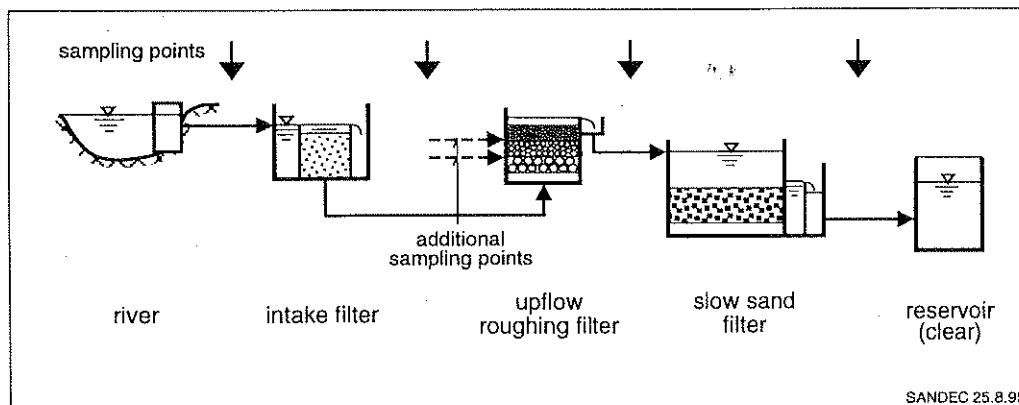 sampling points
additional
sampling points
river
intake filter
upflow
roughing filter
slow sand
filter
reservoir
(clear)
SANDEC 25.8.9